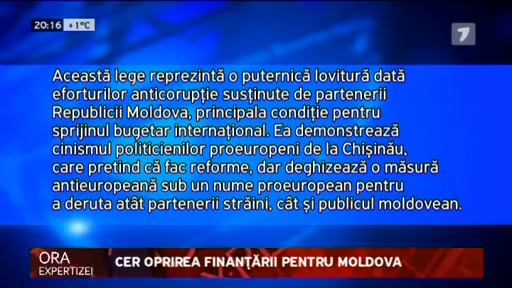 20:16 +1°C
7
Această lege reprezintă o puternică lovitură dată
eforturilor anticorupție susținute de partenerii
Republicii Moldova, principala condiție pentru
sprijinul bugetar internațional. Ea demonstrează
cinismul politicienilor proeuropeni de la Chișinău,
care pretind că fac reforme, dar deghizează o măsură
antieuropeană sub un nume proeuropean pentru
a deruta atât partenerii străini, cât și publicul moldovean.
ORA
EXPERTIZEI
CER OPRIREA FINANȚĂRII PENTRU MOLDOVA